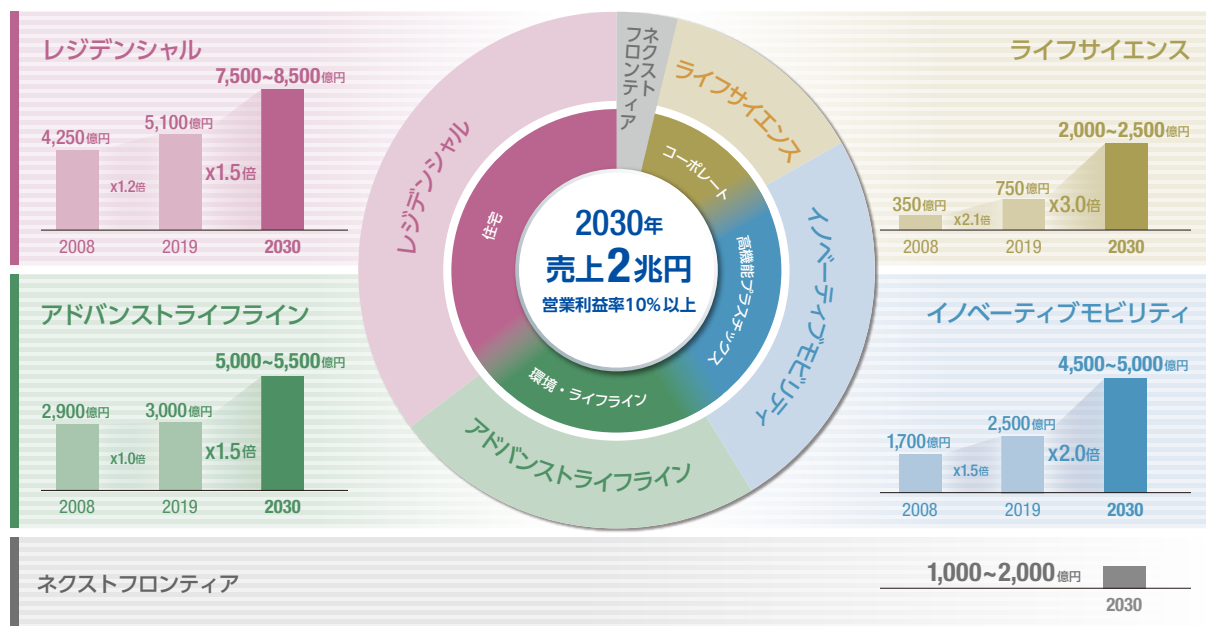 レジデンシャル
7,500~8,500億円
5,100億円
4,250億円
x1.2倍
x1.5倍
2008
2019
2030
アドバンストライフライン
5,000~5,500億円
2,900億円
3,000億円
x1.0倍
x1.5倍
2008
2019
2030
ネクスト
フロンティア
ライフサイエンス
イノベーティブモビリティ
アドバンストライフライン
レジデンシャル
コーポレート
高機能プラスチックス
環境・ライフライン
住宅
2030年
売上2兆円
営業利益率10%以上
ライフサイエンス
2,000~2,500億円
750億円
350億円
x2.1倍
x3.0倍
2008
2019
2030
イノベーティブモビリティ
4,500~5,000億円
2,500億円
1,700億円
x1.5倍
x2.0倍
2008
2019
2030
ネクストフロンティア
1,000~2,000億円
2030